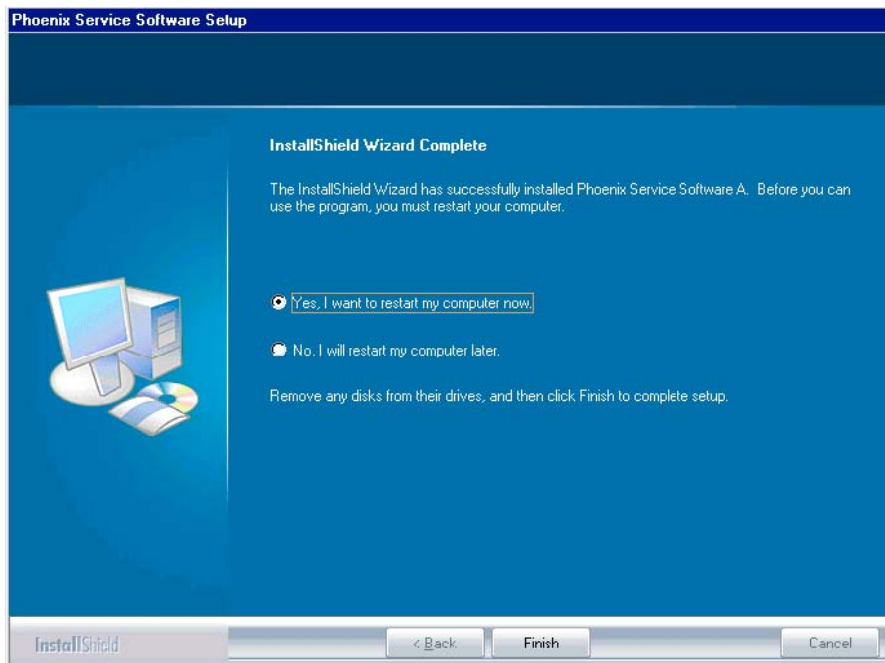 Phoenix Service Software Setup
InstallShield Wizard Complete
The InstallShield Wizard has successfully installed Phoenix Service Software A. Before you can
use the program, you must restart your computer.
Yes, I want to restart my computer now.
No. I will restart my computer later.
Remove any disks from their drives, and then click Finish to complete setup.
InstallShield
< Back
Finish
Cancel